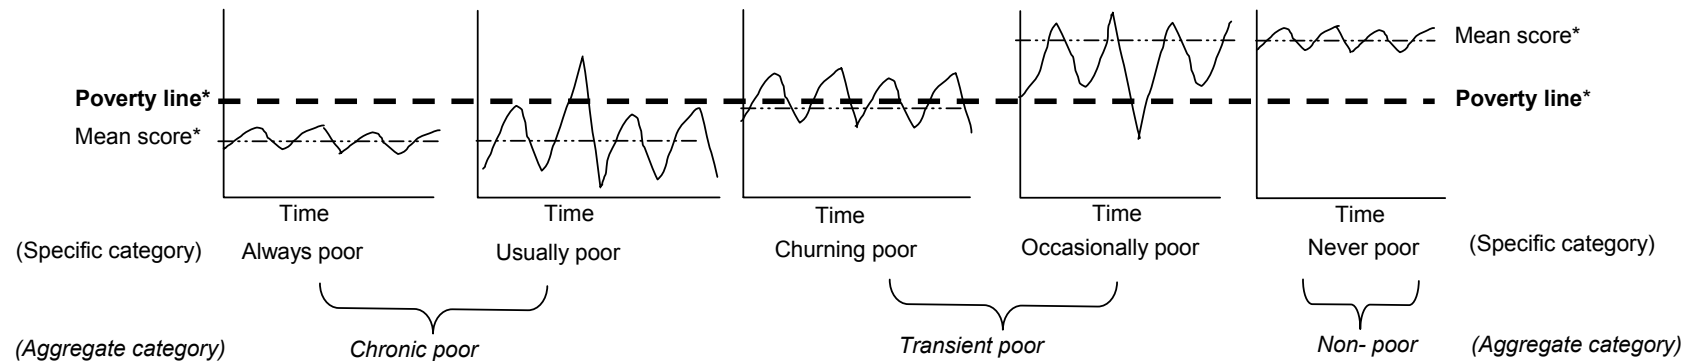 Mean score*
Poverty line* Poverty line*
Mean score*
Time Time Time Time Time
(Specific category) Always poor Usually poor Churning poor Occasionally poor Never poor (Specific category)
(Aggregate category) Chronic poor Transient poor Non- poor (Aggregate category)